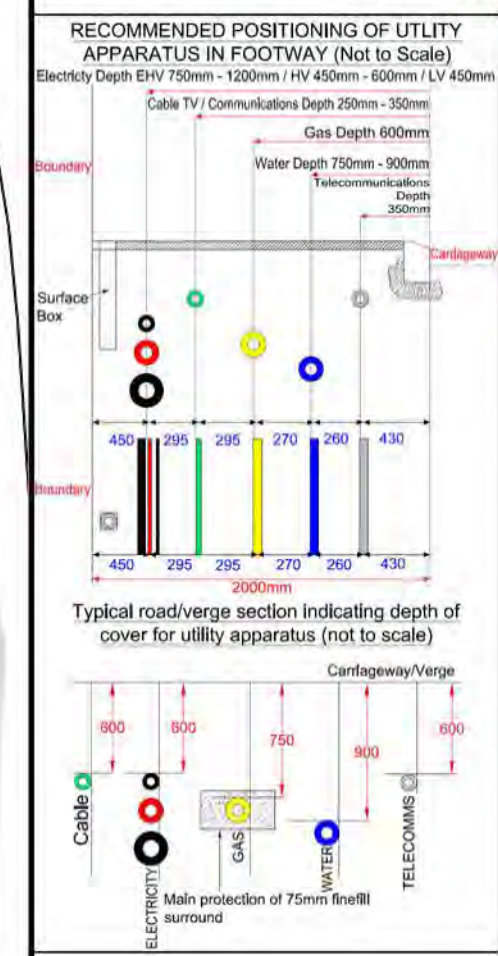 RECOMMENDED POSITIONING OF UTLITY
APPARATUS IN FOOTWAY (Not to Scale)
Electricty Depth EHV 750mm - 1200mm / HV 450mm - 600mm / LV 450mm
Cable TV / Communications Depth 250mm - 350mm
Gas Depth 600mm
Boundary
Water Depth 750mm - 900mm
Telecommunications
Depth
350mm
Carriageway
Surface
Box
450 295 295 270 260 430
Boundary
450 295 295 270 260 430
2000mm
Typical road/verge section indicating depth of
cover for utility apparatus (not to scale)
Carriageway/Verge
600 600 750 900 600
Cable
ELECTRICITY
GAS
WATER
TELECOMMS
Main protection of 75mm finefill
surround